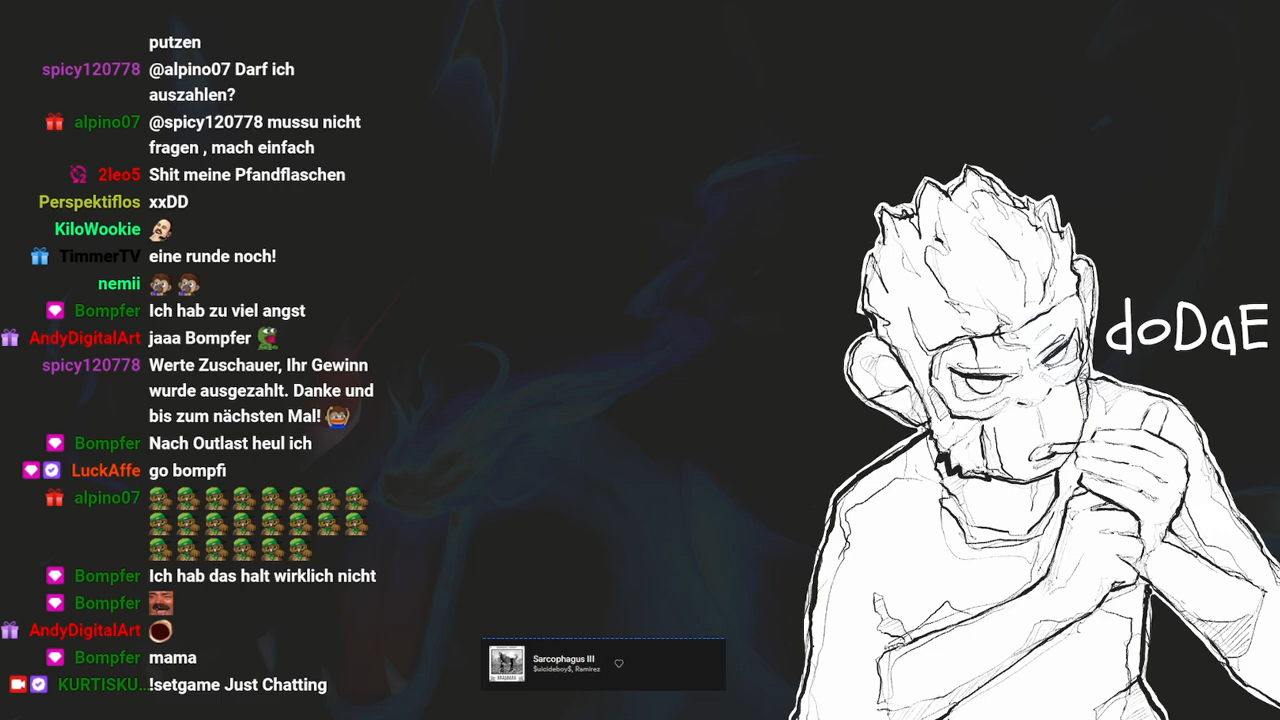 putzen
spicy120778 @alpino07 Darf ich
auszahlen?
alpino07 @spicy120778 mussu nicht
fragen , mach einfach
2leo5 Shit meine Pfandflaschen
Perspektiflos xxDD
KiloWookie
TimmerTV eine runde noch!
nemii
Bompfer Ich hab zu viel angst
AndyDigitalArt jaaa Bompfer
spicy120778 Werte Zuschauer, Ihr Gewinn
wurde ausgezahlt. Danke und
bis zum nächsten Mal!
Bompfer Nach Outlast heul ich
LuckAffe go bompfi
alpino07
Bompfer Ich hab das halt wirklich nicht
Bompfer
AndyDigitalArt
Bompfer mama
KURTISKU... !setgame Just Chatting
doDaE
Sarcophagus III
$uicideboy$, Ramirez